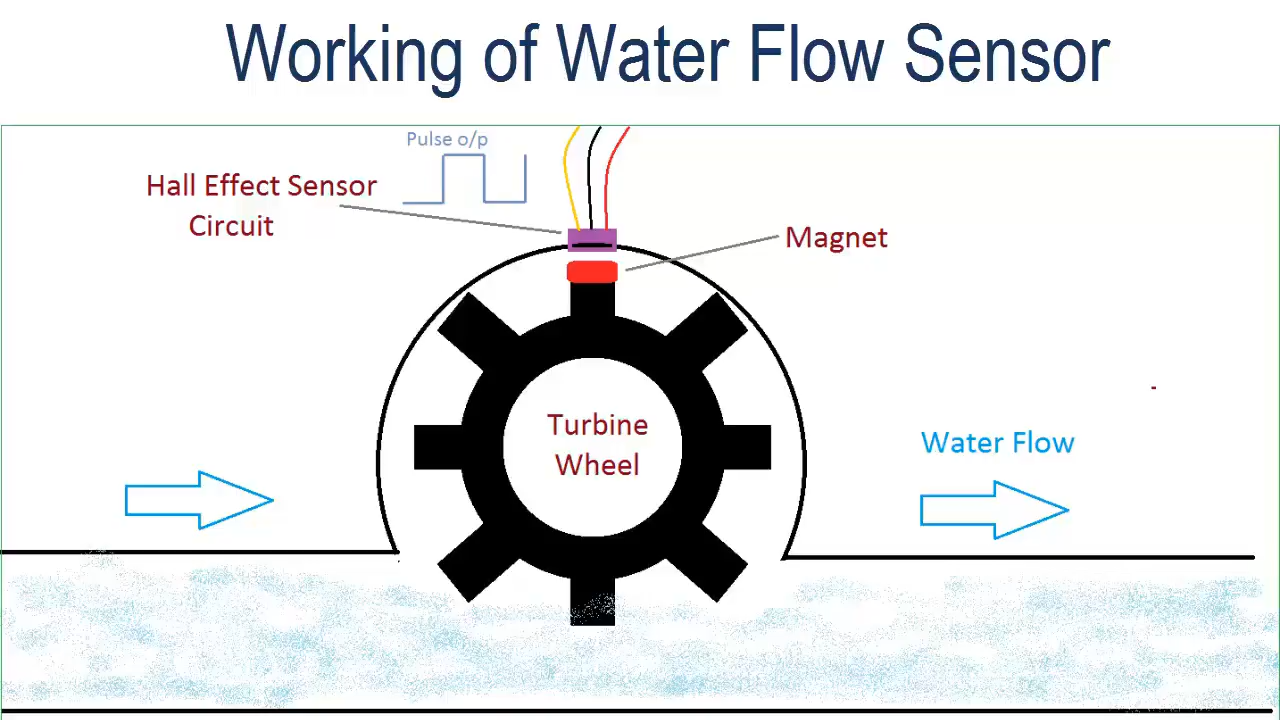 Working of Water Flow Sensor
Pulse o/p
Hall Effect Sensor
Circuit
Magnet
Turbine
Wheel
Water Flow